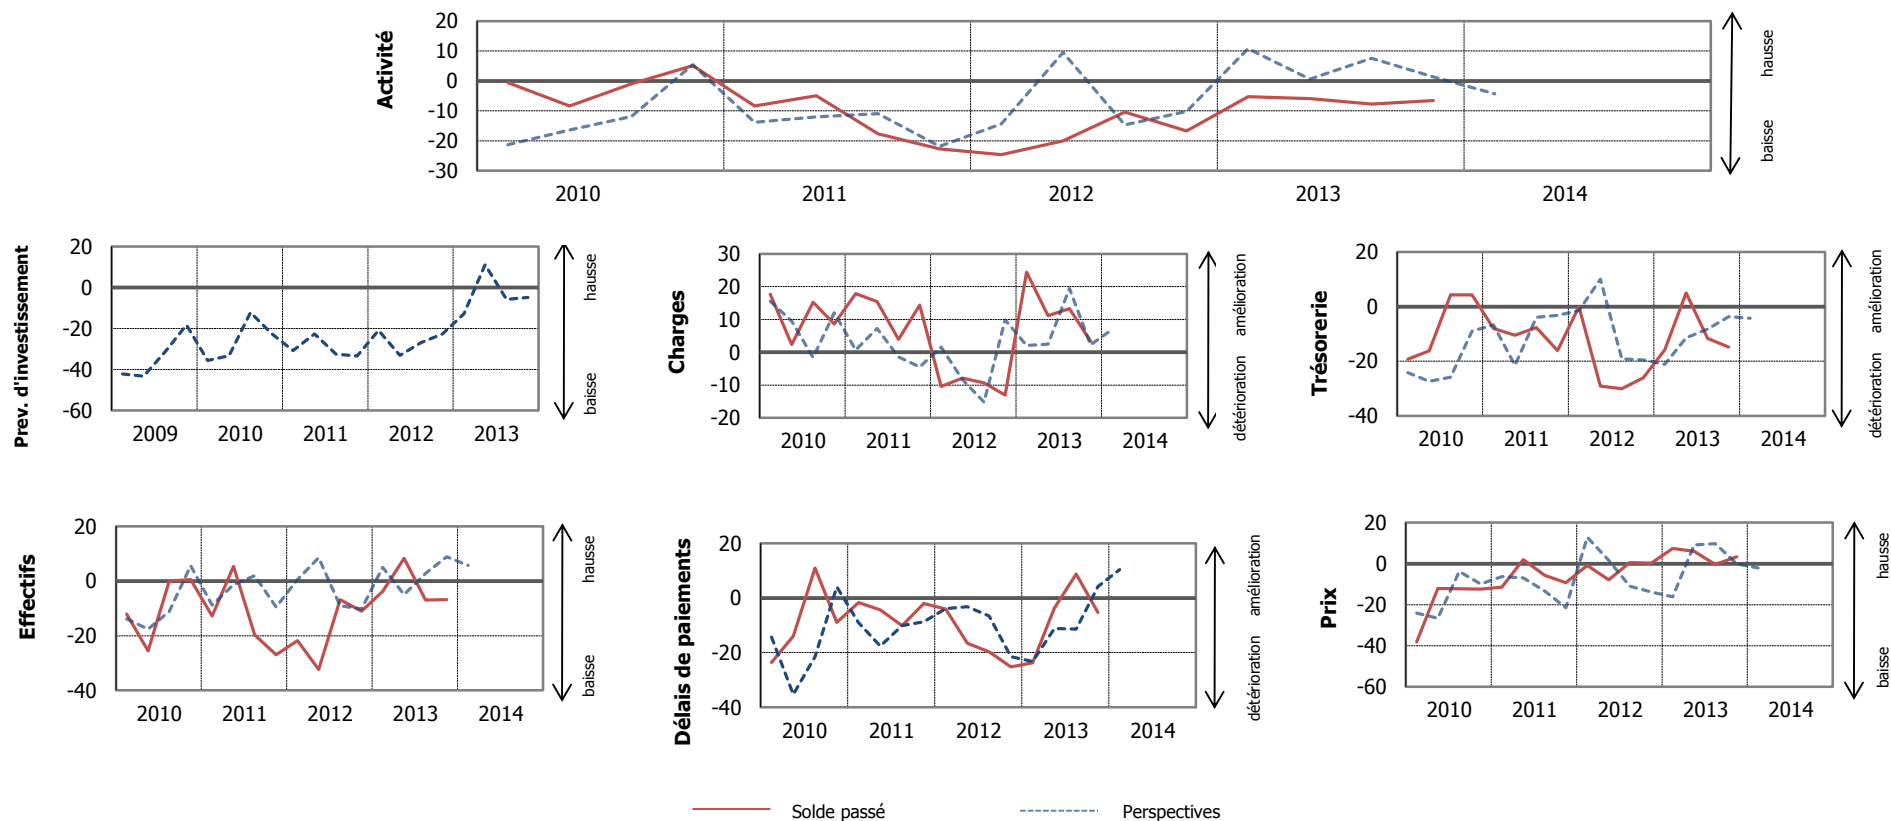 Activité
20
10
0
-10
-20
-30
2010 2011 2012 2013 2014
hausse
baisse
Prev. d'investissement
20
0
-20
-40
-60
2009 2010 2011 2012 2013
hausse
baisse
Charges
30
20
10
0
-10
-20
2010 2011 2012 2013 2014
amélioration
détérioration
Trésorerie
20
0
-20
-40
2010 2011 2012 2013 2014
amélioration
détérioration
Effectifs
20
0
-20
-40
2010 2011 2012 2013 2014
hausse
baisse
Délais de paiements
20
0
-20
-40
2010 2011 2012 2013 2014
amélioration
détérioration
Prix
20
0
-20
-40
-60
2010 2011 2012 2013 2014
hausse
baisse
Solde passé Perspectives